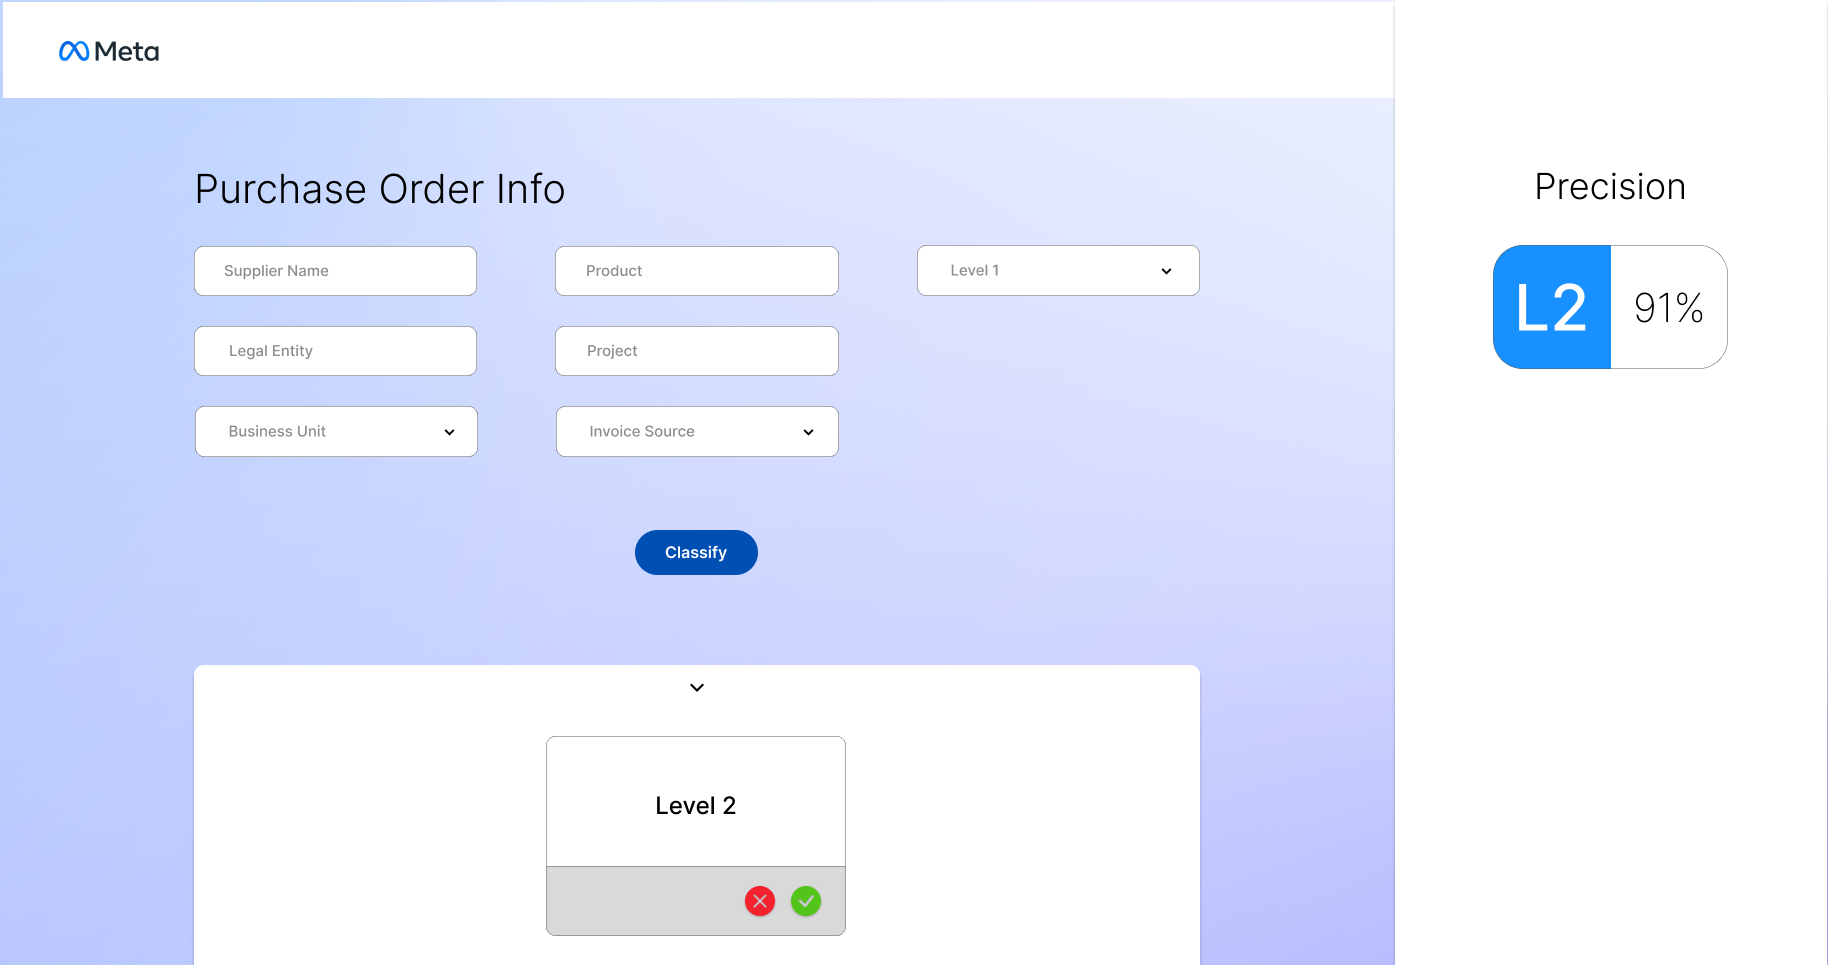 Meta
Purchase Order Info
Supplier Name
Product
Level 1
Legal Entity
Project
Business Unit
Invoice Source
Classify
Level 2
Precision
L2
91%